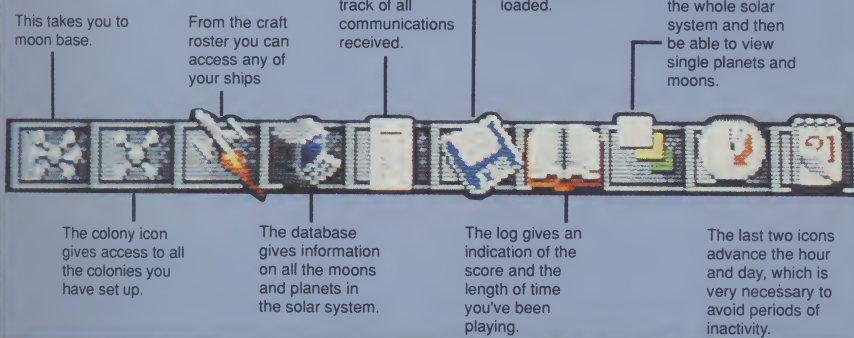 This takes you to
moon base.
From the craft
roster you can
access any of
your ships
track of all
communications
received.
loaded.
the whole solar
system and then
be able to view
single planets and
moons.
The colony icon
gives access to all
the colonies you
have set up.
The database
gives information
on all the moons
and planets in
the solar system.
The log gives an
indication of the
score and the
length of time
you've been
playing.
The last two icons
advance the hour
and day, which is
very necessary to
avoid periods of
inactivity.